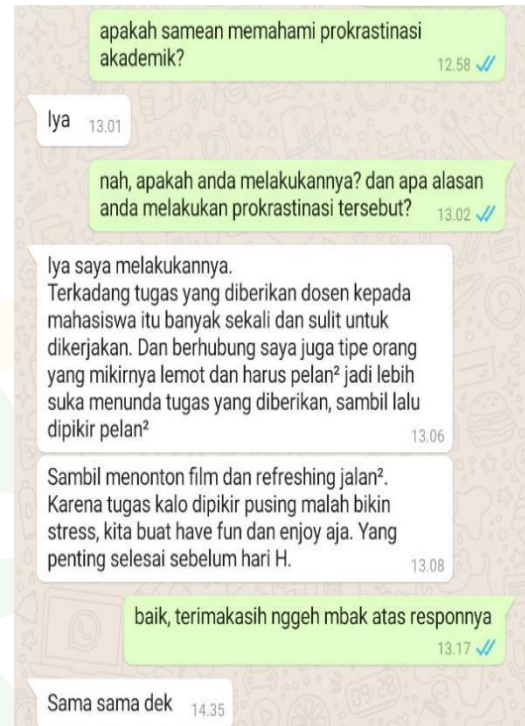 apakah samean memahami prokrastinasi
akademik?
12.58
Iya 13.01
nah, apakah anda melakukannya? dan apa alasan
anda melakukan prokrastinasi tersebut? 13.02
Iya saya melakukannya.
Terkadang tugas yang diberikan dosen kepada
mahasiswa itu banyak sekali dan sulit untuk
dikerjakan. Dan berhubung saya juga tipe orang
yang mikirnya lemot dan harus pelan² jadi lebih
suka menunda tugas yang diberikan, sambil lalu
dipikir pelan²
13.06
Sambil menonton film dan refreshing jalan².
Karena tugas kalo dipikir pusing malah bikin
stress, kita buat have fun dan enjoy aja. Yang
penting selesai sebelum hari H.
13.08
baik, terimakasih nggeh mbak atas responnya
13.17
Sama sama dek 14.35